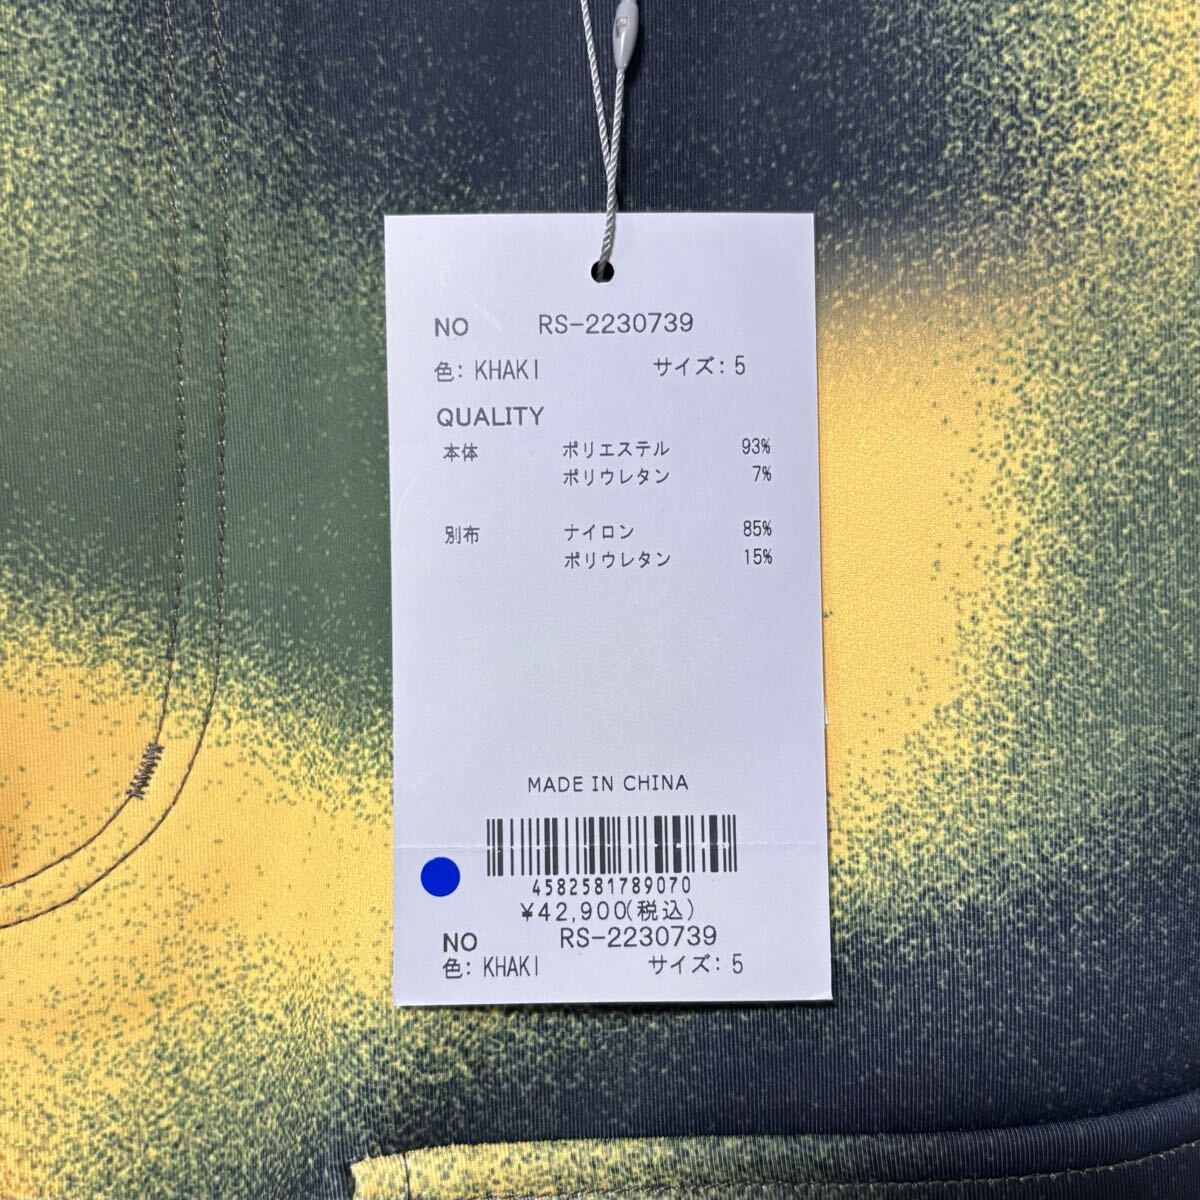 NO RS-2230739
色: KHAKI サイズ: 5
QUALITY
本体 ポリエステル 93%
ポリウレタン 7%
別布 ナイロン 85%
ポリウレタン 15%
MADE IN CHINA
4582581789070
¥42,900(税込)
NO RS-2230739
色: KHAKI サイズ: 5